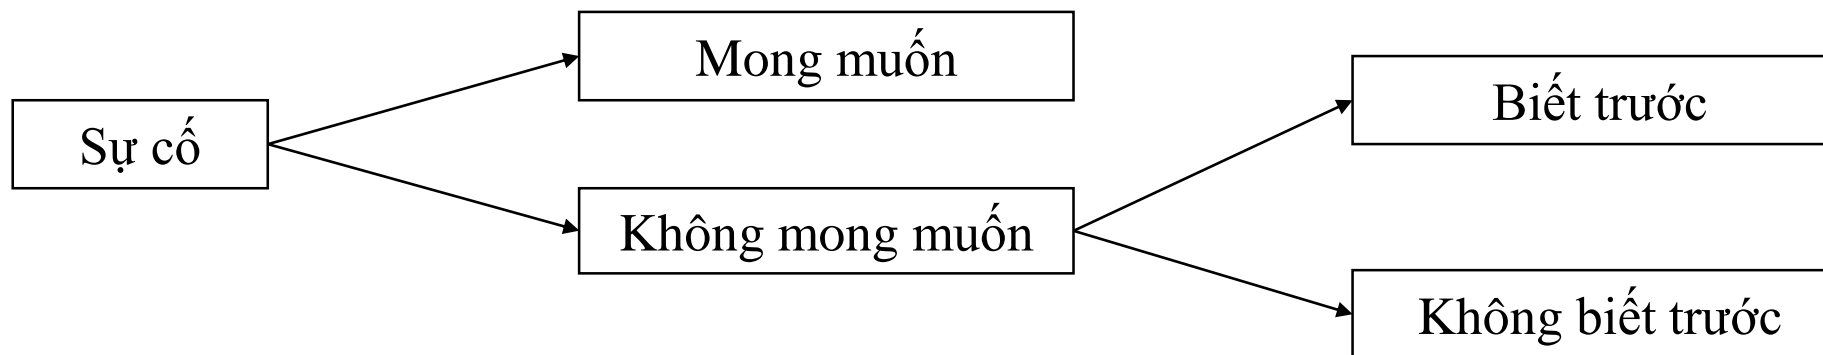 Sự cố
Mong muốn
Không mong muốn
Biết trước
Không biết trước